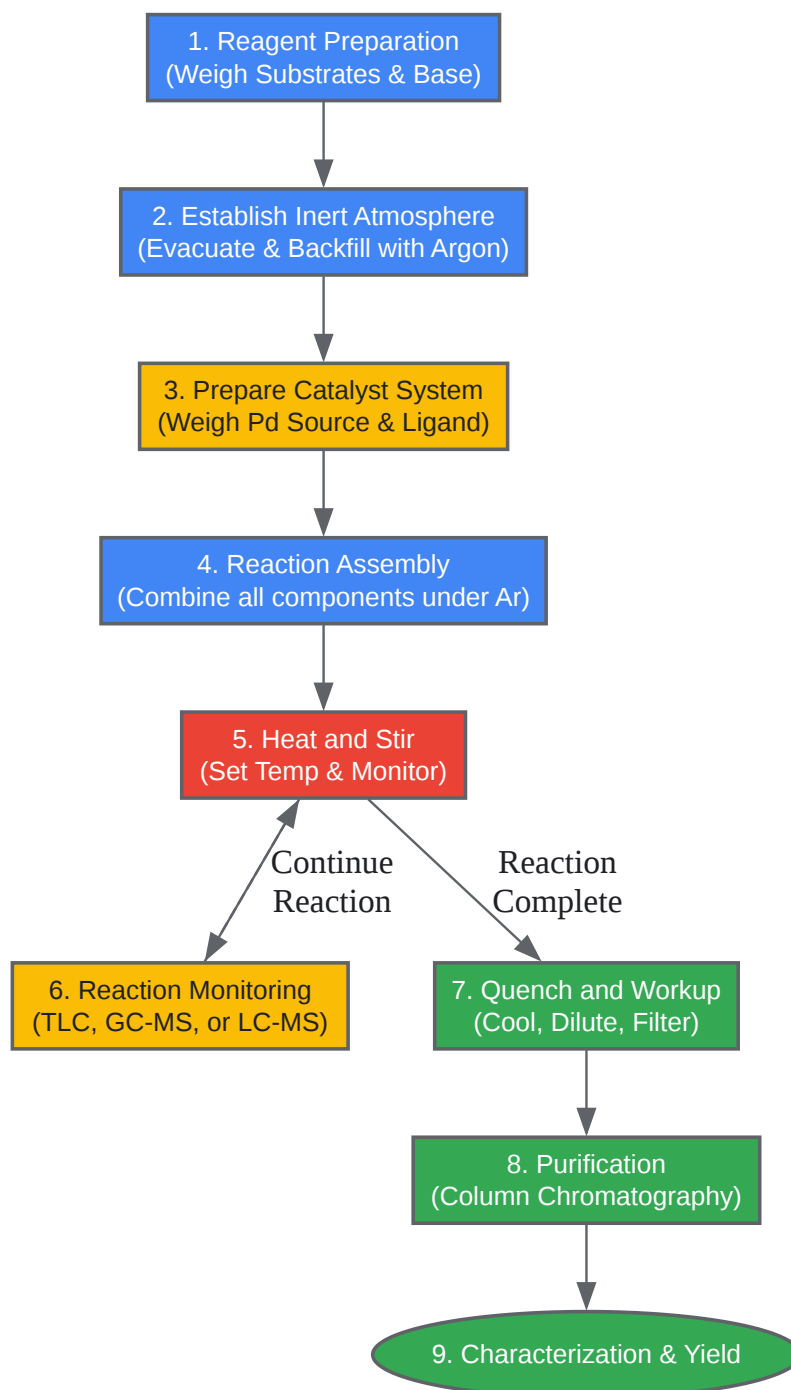 1. Reagent Preparation
(Weigh Substrates & Base)
2. Establish Inert Atmosphere
(Evacuate & Backfill with Argon)
3. Prepare Catalyst System
(Weigh Pd Source & Ligand)
4. Reaction Assembly
(Combine all components under Ar)
5. Heat and Stir
(Set Temp & Monitor)
Continue
Reaction
Reaction
Complete
6. Reaction Monitoring
(TLC, GC-MS, or LC-MS)
7. Quench and Workup
(Cool, Dilute, Filter)
8. Purification
(Column Chromatography)
9. Characterization & Yield